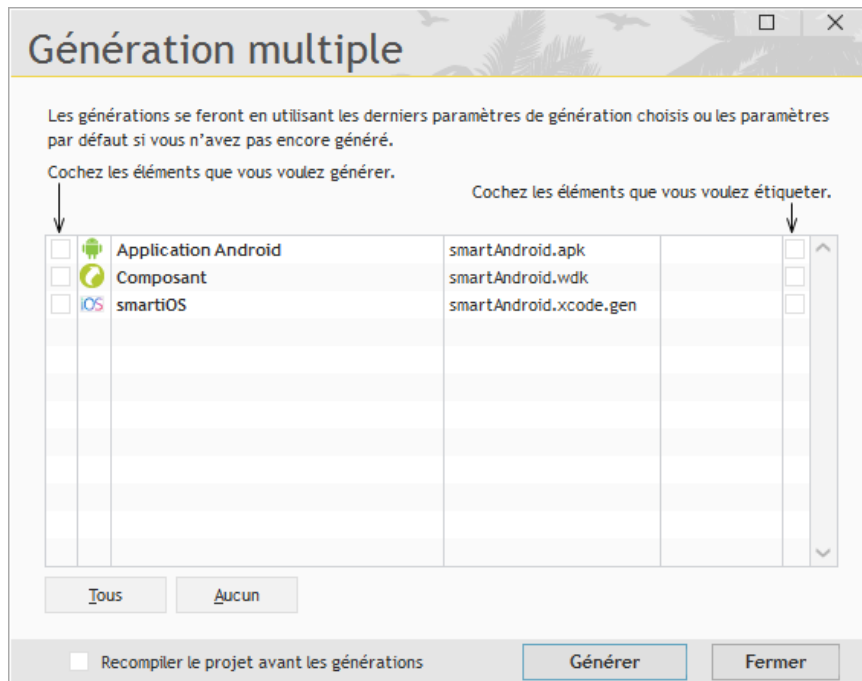 Génération multiple
Les générations se feront en utilisant les derniers paramètres de génération choisis ou les paramètres
par défaut si vous n'avez pas encore généré.
Cochez les éléments que vous voulez générer.
Cochez les éléments que vous voulez étiqueter.
Application Android smartAndroid.apk
Composant smartAndroid.wdk
iOS smartiOS smartAndroid.xcode.gen
Tous Aucun
Recompiler le projet avant les générations Générer Fermer